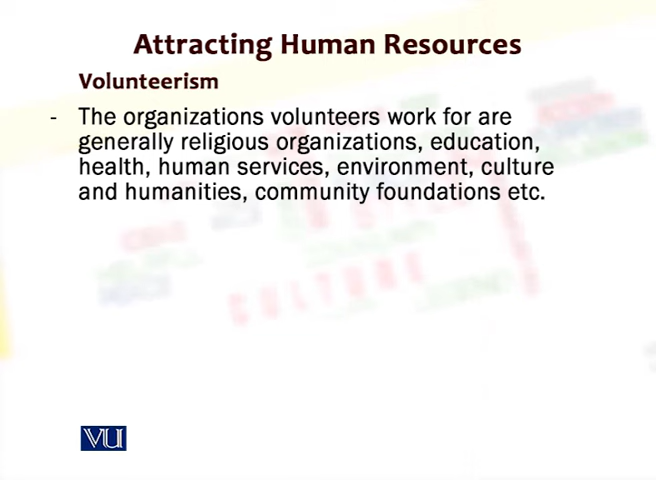 Attracting Human Resources
Volunteerism
- The organizations volunteers work for are
generally religious organizations, education,
health, human services, environment, culture
and humanities, community foundations etc.
CULTURE
VU